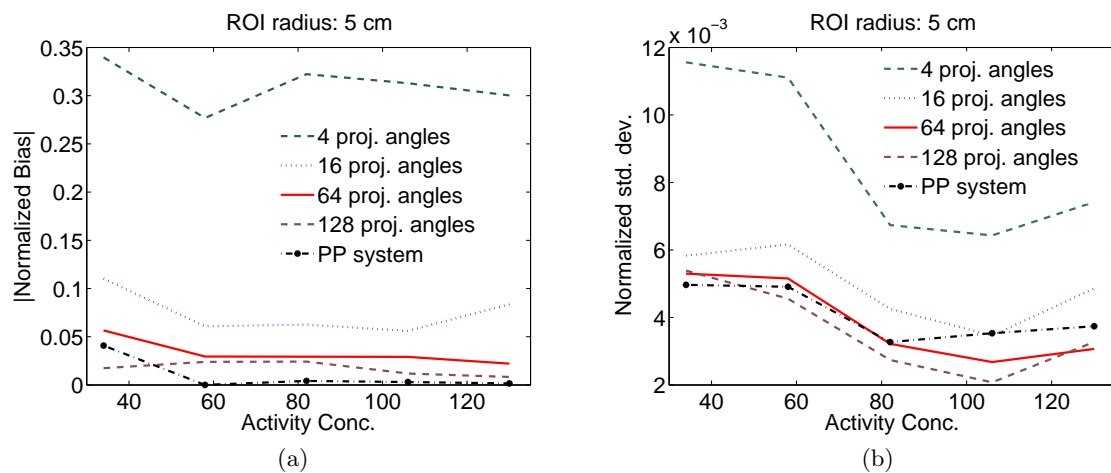 ROI radius: 5 cm
|Normalized Bias|
0.35
0.3
0.25
0.2
0.15
0.1
0.05
0
4 proj. angles
16 proj. angles
64 proj. angles
128 proj. angles
PP system
40 60 80 100 120
Activity Conc.
(a)
ROI radius: 5 cm
x 10⁻³
Normalized std. dev.
12
10
8
6
4
2
4 proj. angles
16 proj. angles
64 proj. angles
128 proj. angles
PP system
40 60 80 100 120
Activity Conc.
(b)